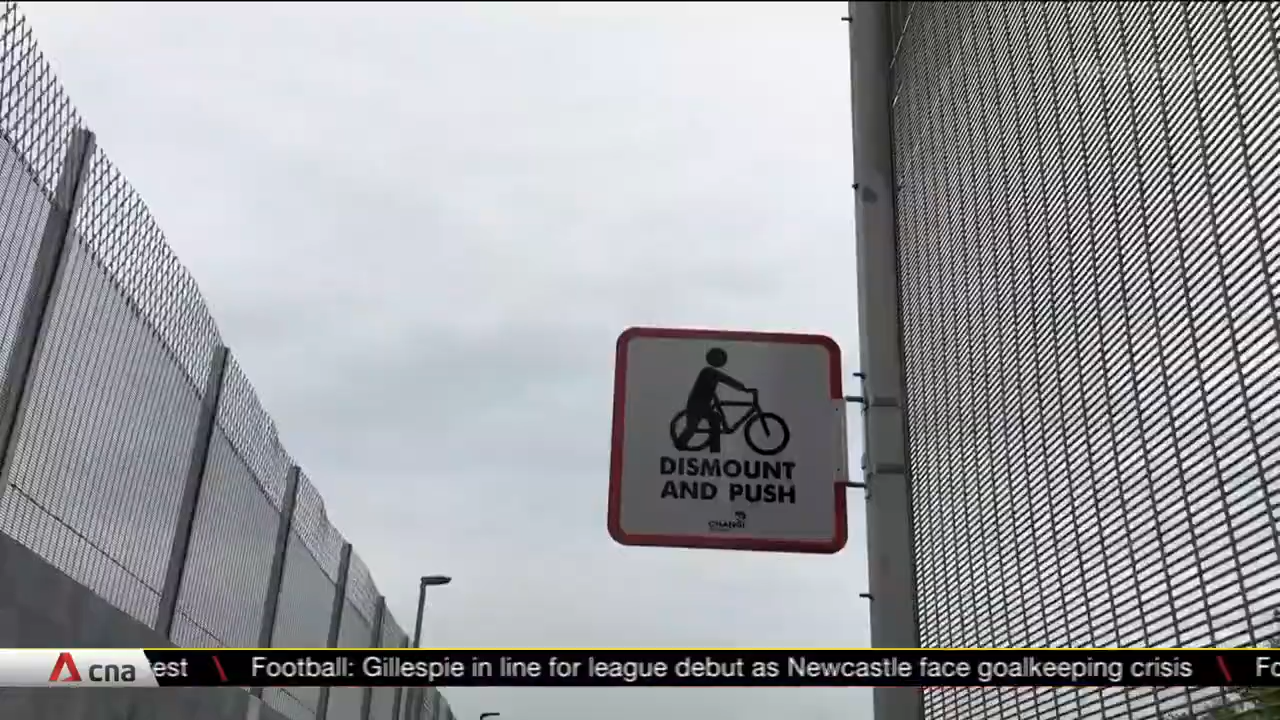 DISMOUNT
AND PUSH
CHANGI
cna
est \ Football: Gillespie in line for league debut as Newcastle face goalkeeping crisis \ Fo